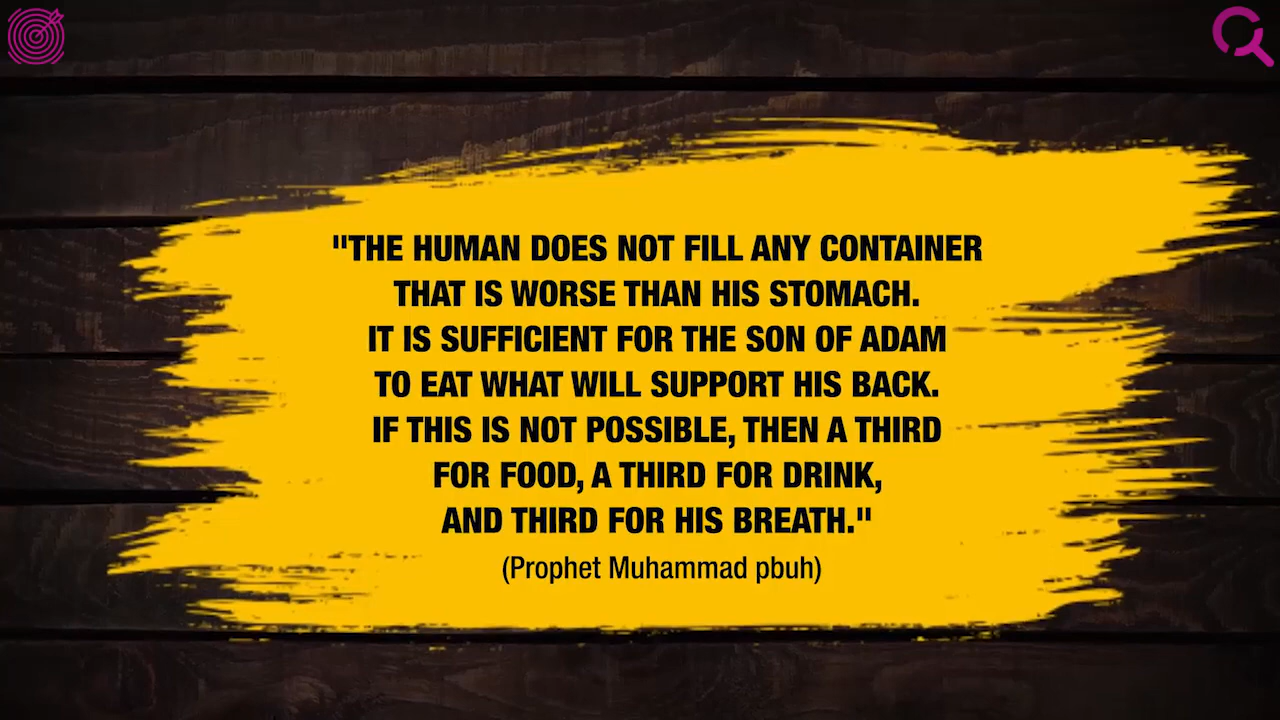 "THE HUMAN DOES NOT FILL ANY CONTAINER
THAT IS WORSE THAN HIS STOMACH.
IT IS SUFFICIENT FOR THE SON OF ADAM
TO EAT WHAT WILL SUPPORT HIS BACK.
IF THIS IS NOT POSSIBLE, THEN A THIRD
FOR FOOD, A THIRD FOR DRINK,
AND THIRD FOR HIS BREATH."
(Prophet Muhammad pbuh)